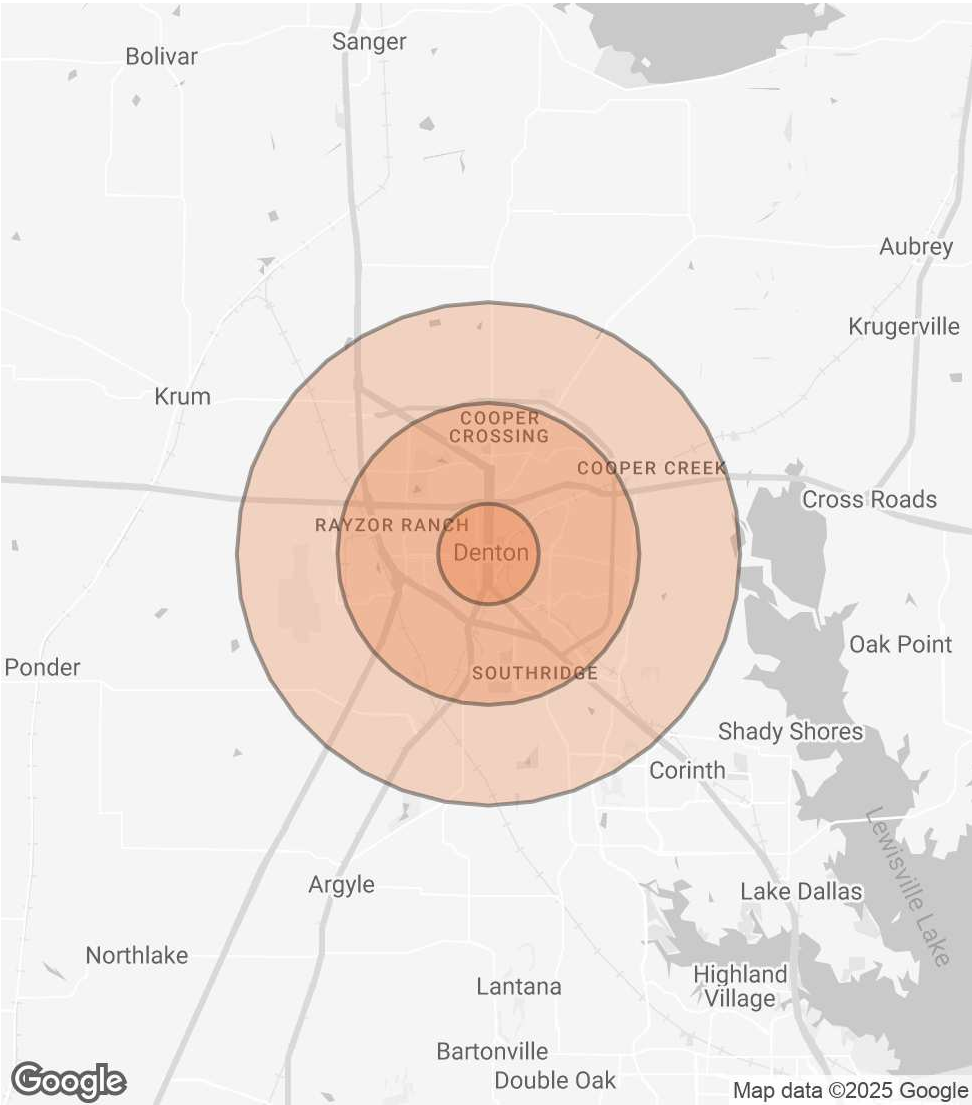 Sanger
Bolivar
Aubrey
Krugerville
Krum
COOPER
CROSSING
COOPER CREEK
Cross Roads
RAYZOR RANCH
Denton
Oak Point
Ponder
SOUTHRIDGE
Shady Shores
Corinth
Lewisville Lake
Argyle
Lake Dallas
Northlake
Highland
Village
Lantana
Bartonville
Double Oak
Google
Map data ©2025 Google